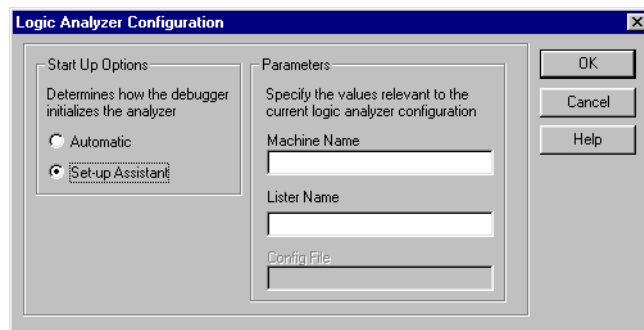 Logic Analyzer Configuration
Start Up Options
Determines how the debugger
initializes the analyzer
Automatic
Set-up Assistant
Parameters
Specify the values relevant to the
current logic analyzer configuration
Machine Name
Lister Name
Config File
OK
Cancel
Help